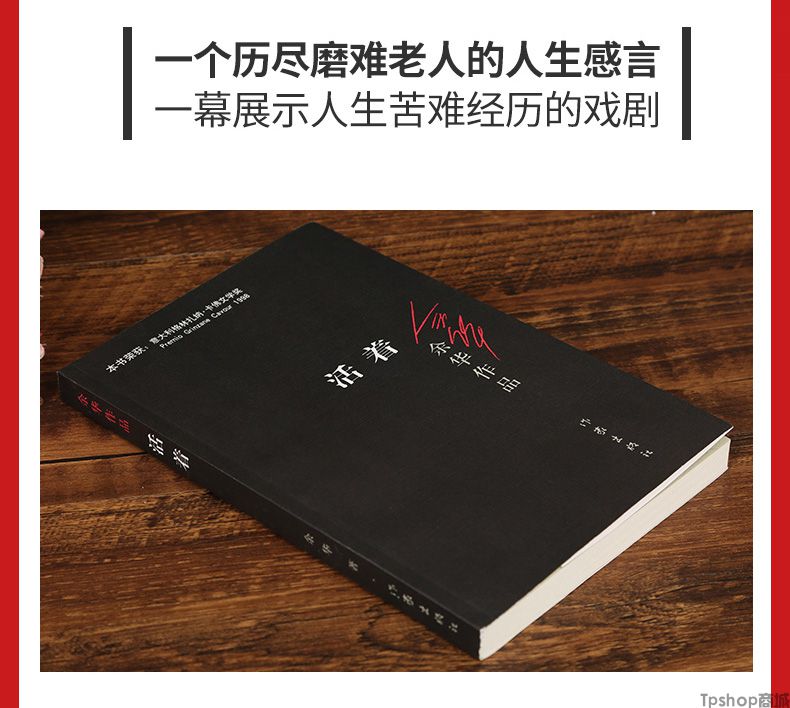 一个历尽磨难老人的人生感言
一幕展示人生苦难经历的戏剧
本书荣获：意大利格林扎纳·卡佛文学奖
Premio Grinzane Cavour 1998
活着
余华
余华作品
作家出版社
余华作品
活着
余华 著·作家出版社
Tpshop商城